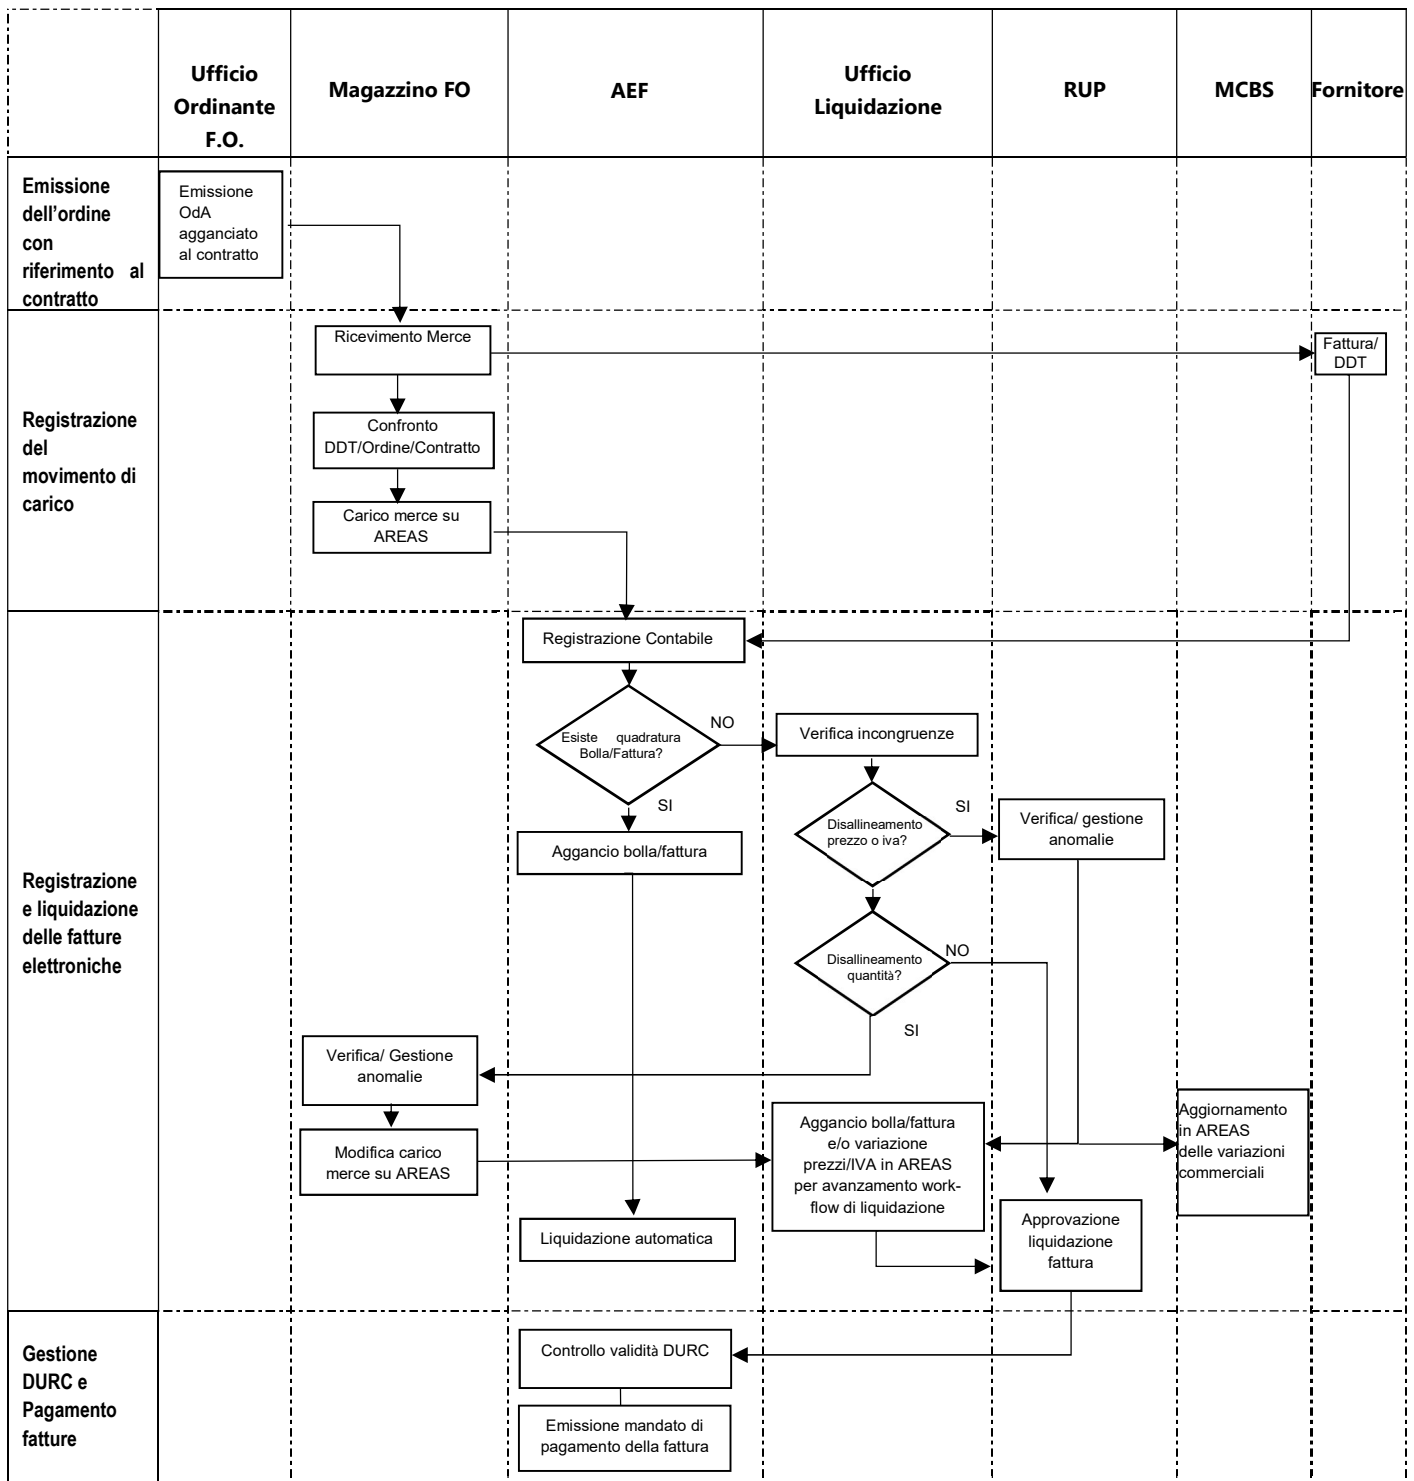 Ufficio
Ordinante
F.O.
Magazzino FO
AEF
Ufficio
Liquidazione
RUP
MCBS
Fornitore
Emissione
dell’ordine
con
riferimento al
contratto
Emissione
OdA
agganciato
al contratto
Registrazione
del
movimento di
carico
Ricevimento Merce
Fattura/
DDT
Confronto
DDT/Ordine/Contratto
Carico merce su
AREAS
Registrazione
e liquidazione
delle fatture
elettroniche
Registrazione Contabile
Esiste quadratura
Bolla/Fattura?
NO
SI
Verifica incongruenze
Disallineamento
prezzo o iva?
SI
Verifica/ gestione
anomalie
Aggancio bolla/fattura
Disallineamento
quantità?
NO
SI
Verifica/ Gestione
anomalie
Modifica carico
merce su AREAS
Aggancio bolla/fattura
e/o variazione
prezzi/IVA in AREAS
per avanzamento work-
flow di liquidazione
Aggiornamento
in AREAS
delle variazioni
commerciali
Liquidazione automatica
Approvazione
liquidazione
fattura
Gestione
DURC e
Pagamento
fatture
Controllo validità DURC
Emissione mandato di
pagamento della fattura